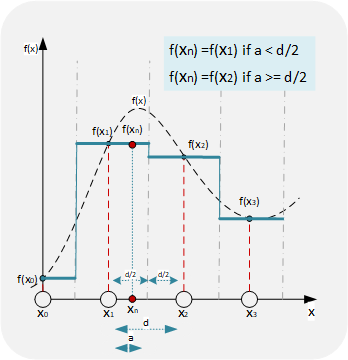 f(x)
f(xn) =f(x1) if a < d/2
f(xn) =f(x2) if a >= d/2
f(x)
f(x1)
f(xn)
f(x2)
f(x3)
f(x0)
d/2
d/2
x0
x1
xn
x2
x3
x
d
a